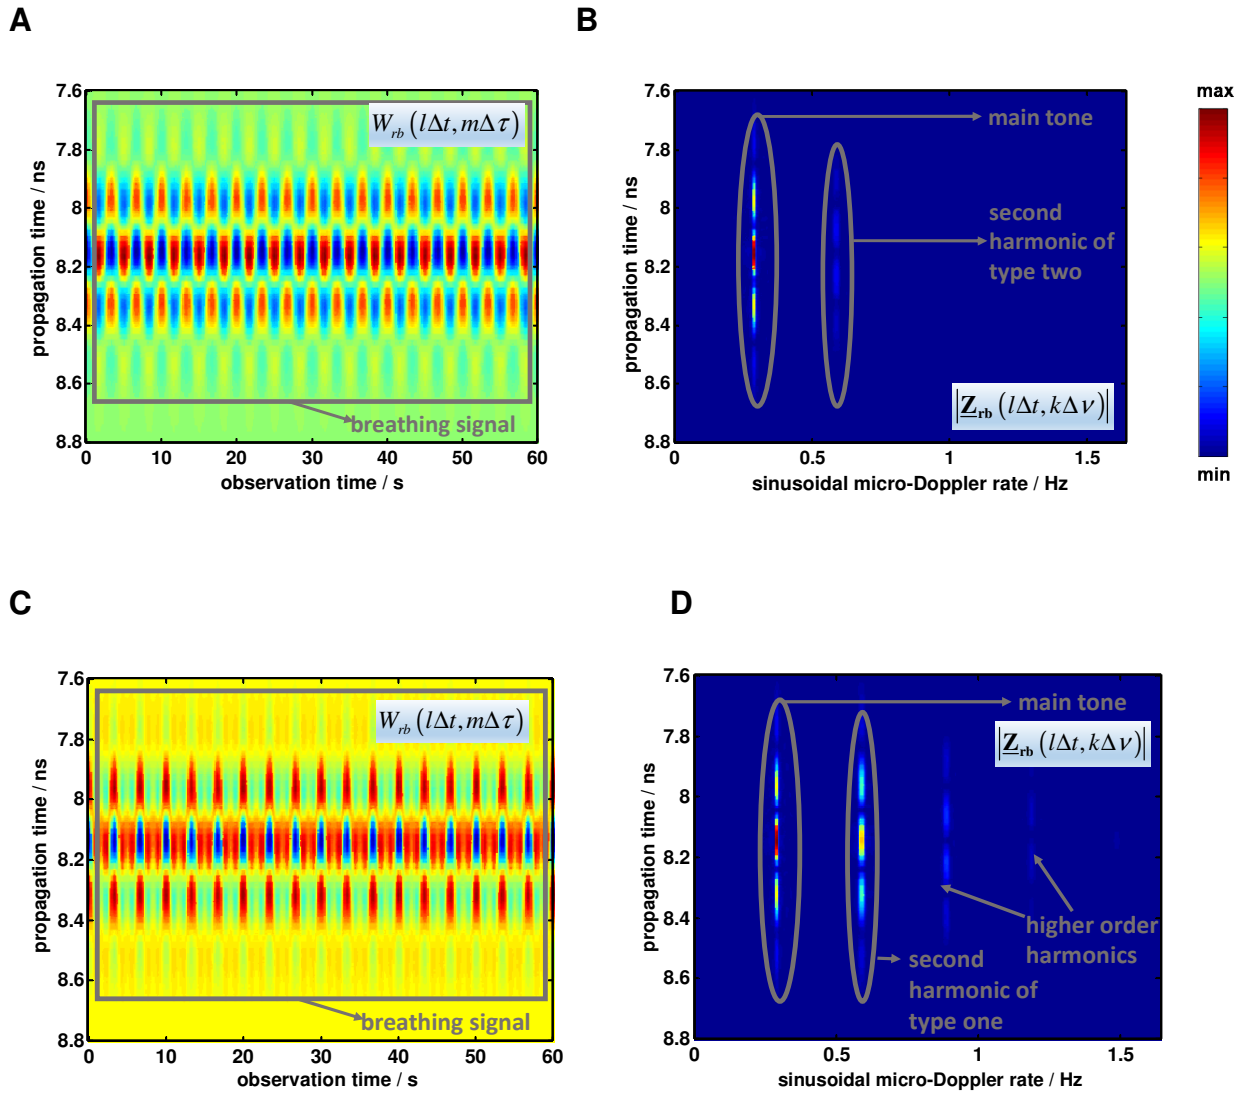 A
B
7.6
7.8
8
8.2
8.4
8.6
8.8
propagation time / ns
W_rb (lΔt, mΔτ)
breathing signal
0
10
20
30
40
50
60
observation time / s
7.6
7.8
8
8.2
8.4
8.6
8.8
propagation time / ns
main tone
second
harmonic of
type two
|Z_rb (lΔt, kΔν)|
0
0.5
1
1.5
sinusoidal micro-Doppler rate / Hz
max
min
C
D
7.6
7.8
8
8.2
8.4
8.6
8.8
propagation time / ns
W_rb (lΔt, mΔτ)
breathing signal
0
10
20
30
40
50
60
observation time / s
7.6
7.8
8
8.2
8.4
8.6
8.8
propagation time / ns
main tone
|Z_rb (lΔt, kΔν)|
higher order
harmonics
second
harmonic of
type one
0
0.5
1
1.5
sinusoidal micro-Doppler rate / Hz